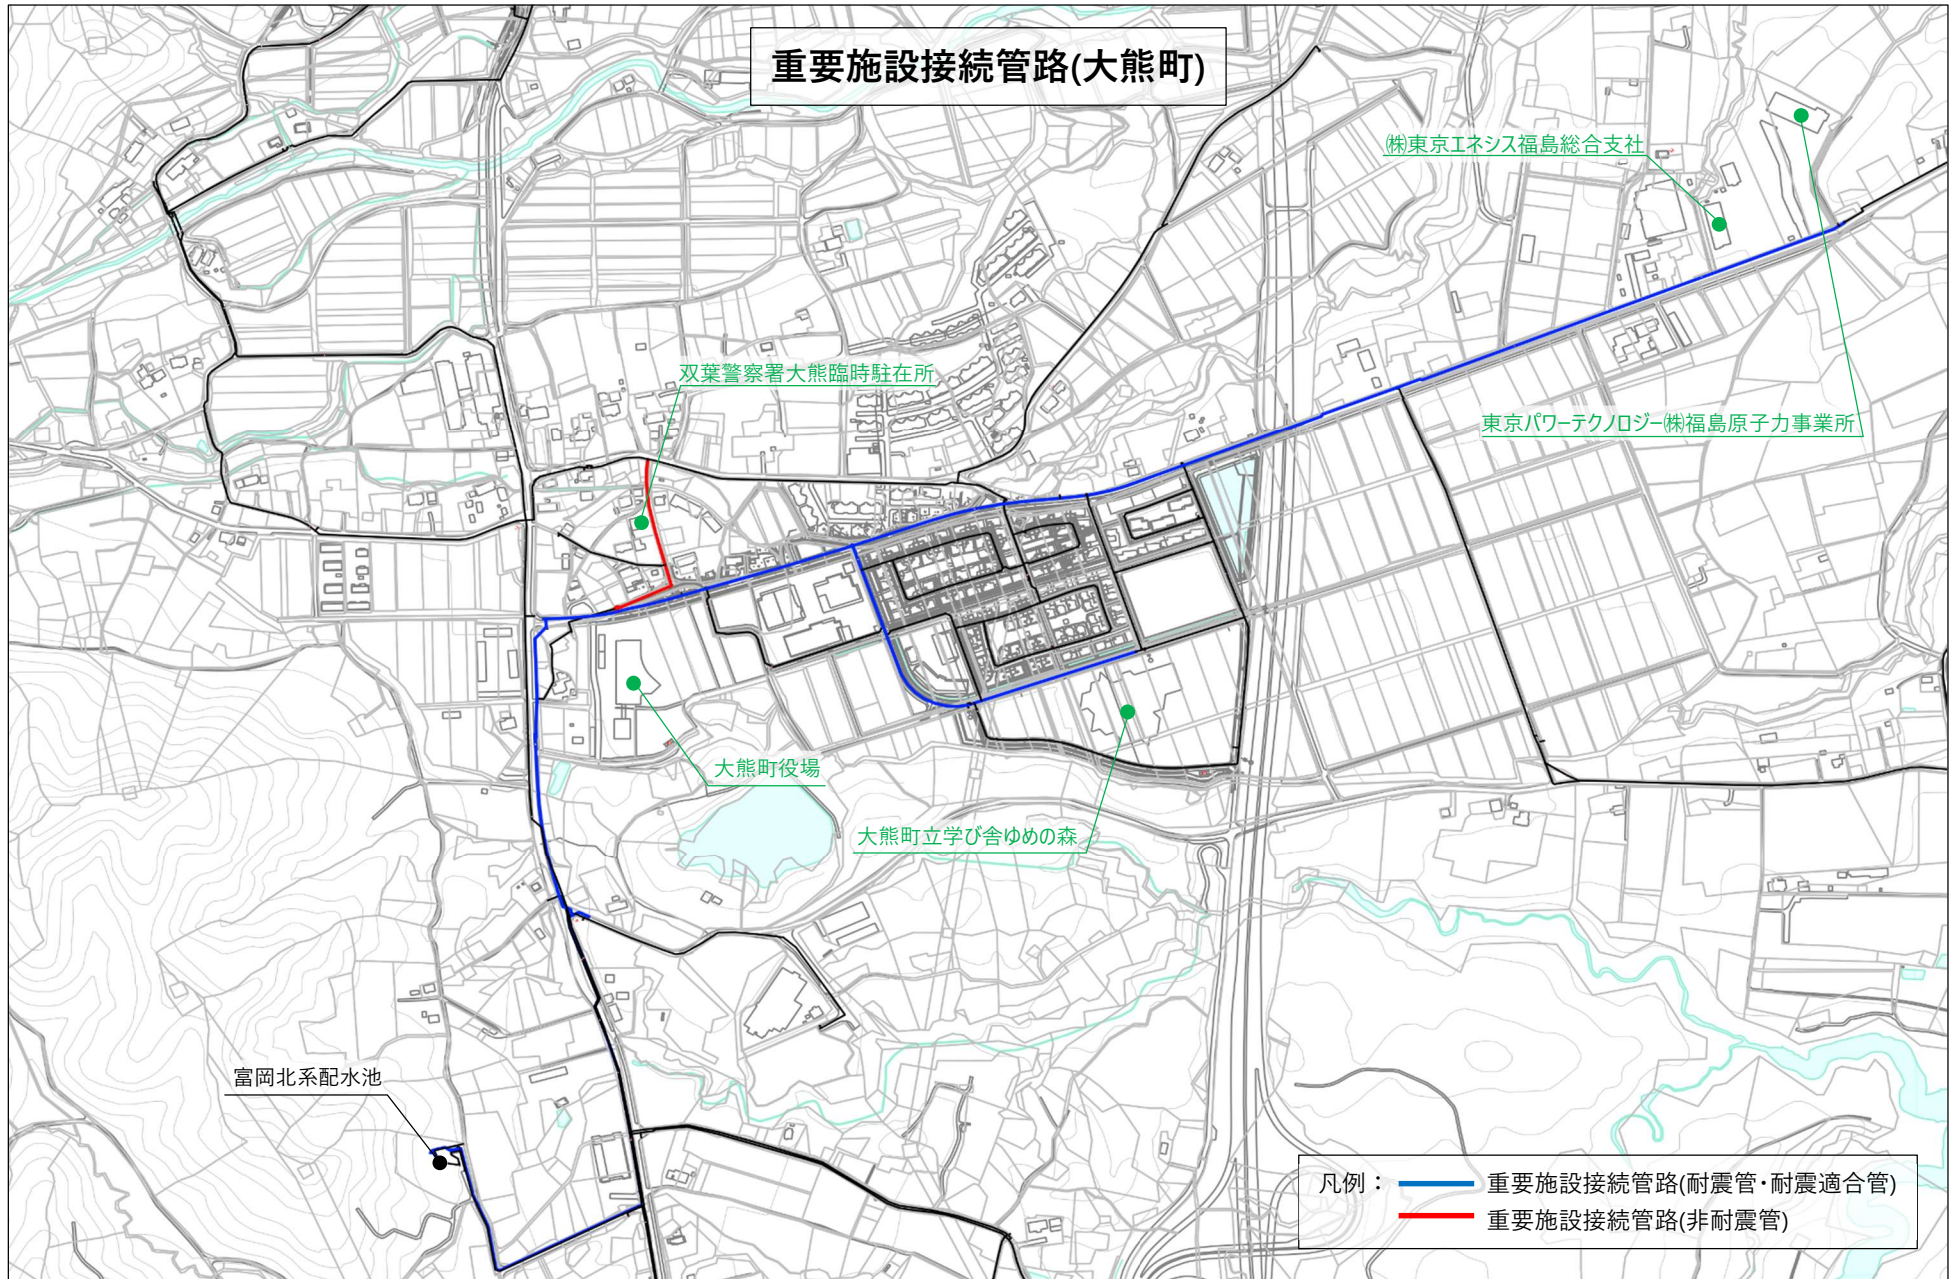 重要施設接続管路(大熊町)
㈱東京エネシス福島総合支社
双葉警察署大熊臨時駐在所
東京パワーテクノロジー㈱福島原子力事業所
大熊町役場
大熊町立学び舎ゆめの森
富岡北系配水池
凡例：
重要施設接続管路(耐震管・耐震適合管)
重要施設接続管路(非耐震管)